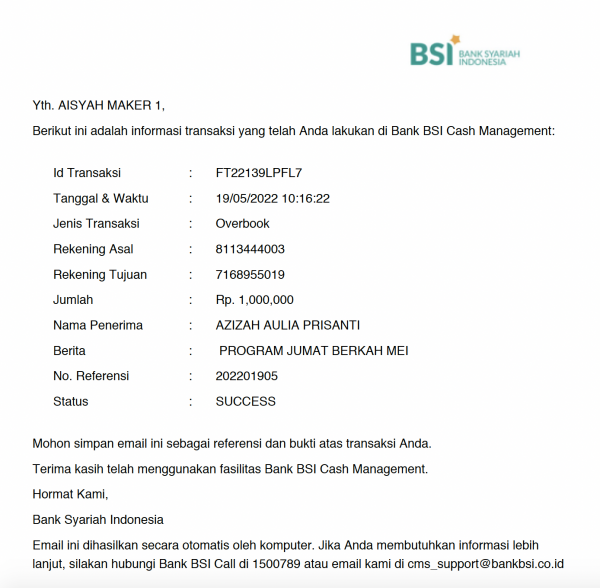 BSI BANK SYARIAH
INDONESIA
Yth. AISYAH MAKER 1,
Berikut ini adalah informasi transaksi yang telah Anda lakukan di Bank BSI Cash Management:
Id Transaksi : FT22139LPFL7
Tanggal & Waktu : 19/05/2022 10:16:22
Jenis Transaksi : Overbook
Rekening Asal : 8113444003
Rekening Tujuan : 7168955019
Jumlah : Rp. 1,000,000
Nama Penerima : AZIZAH AULIA PRISANTI
Berita : PROGRAM JUMAT BERKAH MEI
No. Referensi : 202201905
Status : SUCCESS
Mohon simpan email ini sebagai referensi dan bukti atas transaksi Anda.
Terima kasih telah menggunakan fasilitas Bank BSI Cash Management.
Hormat Kami,
Bank Syariah Indonesia
Email ini dihasilkan secara otomatis oleh komputer. Jika Anda membutuhkan informasi lebih
lanjut, silakan hubungi Bank BSI Call di 1500789 atau email kami di cms_support@bankbsi.co.id